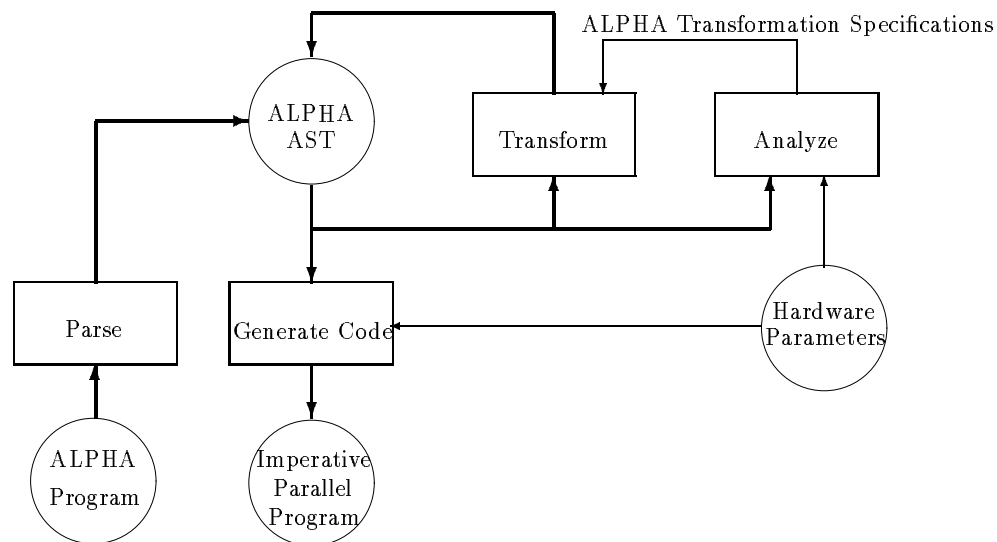 ALPHA Transformation Specifications
ALPHA
AST
Transform
Analyze
Parse
Generate Code
Hardware
Parameters
ALPHA
Program
Imperative
Parallel
Program